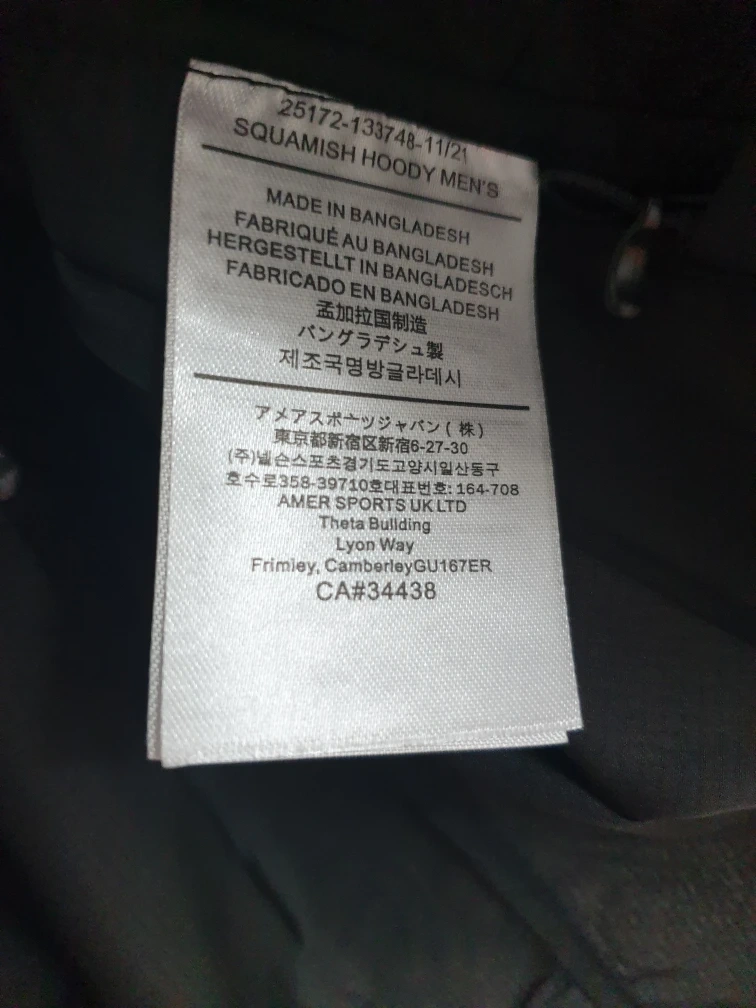 25172-133748-11/21
SQUAMISH HOODY MEN'S
MADE IN BANGLADESH
FABRIQUÉ AU BANGLADESH
HERGESTELLT IN BANGLADESCH
FABRICADO EN BANGLADESH
孟加拉国制造
バングラデシュ製
제조국명방글라데시
アメアスポーツジャパン(株)
東京都新宿区新宿6-27-30
(주)넬슨스포츠경기도고양시일산동구
호수로358-39710호대표번호: 164-708
AMER SPORTS UK LTD
Theta Building
Lyon Way
Frimley, CamberleyGU167ER
CA#34438